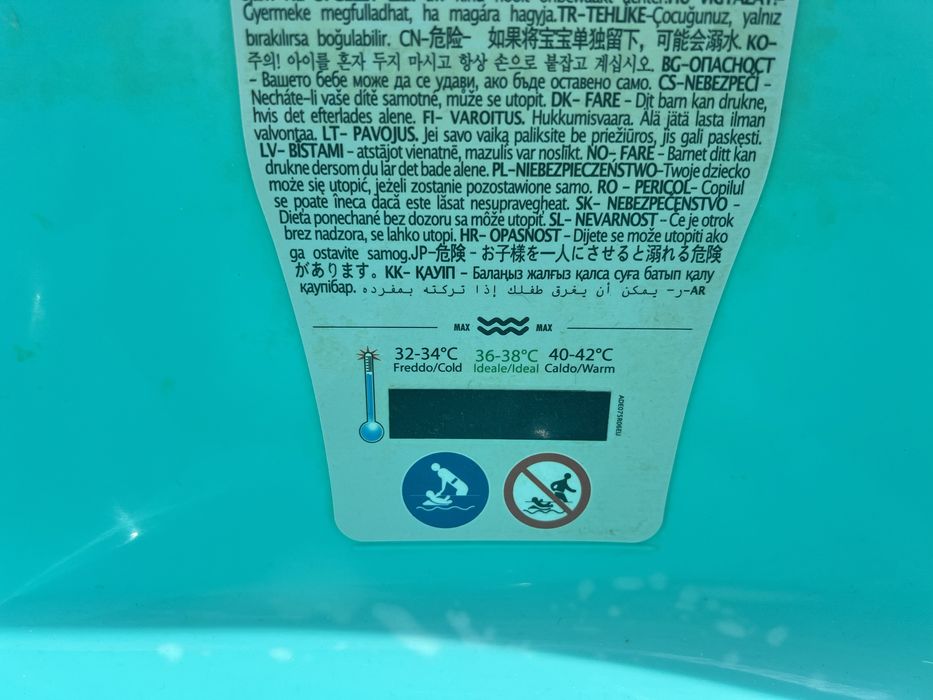 Gyermeke megfulladhat, ha magára hagyja.TR-TEHLİKE-Çocuğunuz, yalnız
bırakılırsa boğulabilir. CN-危险- 如果将宝宝单独留下，可能会溺水. KO-
주의! 아이를 혼자 두지 마시고 항상 손으로 붙잡고 계십시오. BG-ОПАСНОСТ
- Вашето бебе може да се удави, ако бъде оставено само. CS-NEBEZPEČÍ -
Necháte-li vaše dítě samotné, může se utopit. DK- FARE - Dit barn kan drukne,
hvis det efterlades alene. FI- VAROITUS. Hukkumisvaara. Älä jätä lasta ilman
valvontaa. LT- PAVOJUS. Jei savo vaiką paliksite be priežiūros, jis gali paskęsti.
LV- BĪSTAMI - atstājot vienatnē, mazulis var noslīkt. NO- FARE - Barnet ditt kan
drukne dersom du lar det bade alene. PL-NIEBEZPIECZEŃSTWO-Twoje dziecko
może się utopić, jeżeli zostanie pozostawione samo. RO - PERICOL- Copilul
se poate îneca dacă este lăsat nesupravegheat. SK- NEBEZPEČENSTVO -
Dieťa ponechané bez dozoru sa môže utopiť. SL- NEVARNOST - Če je otrok
brez nadzora, se lahko utopi. HR- OPASNOST - Dijete se može utopiti ako
ga ostavite samog.JP-危険 - お子様を一人にさせると溺れる危険
があります。KK- ҚАУІП - Балаңыз жалғыз қалса суға батып қалу
қаупібар. ر- يمكن أن يغرق طفلك إذا تركته بمفرده-AR
MAX MAX
32-34°C 36-38°C 40-42°C
Freddo/Cold Ideale/Ideal Caldo/Warm
ADE075R06EU